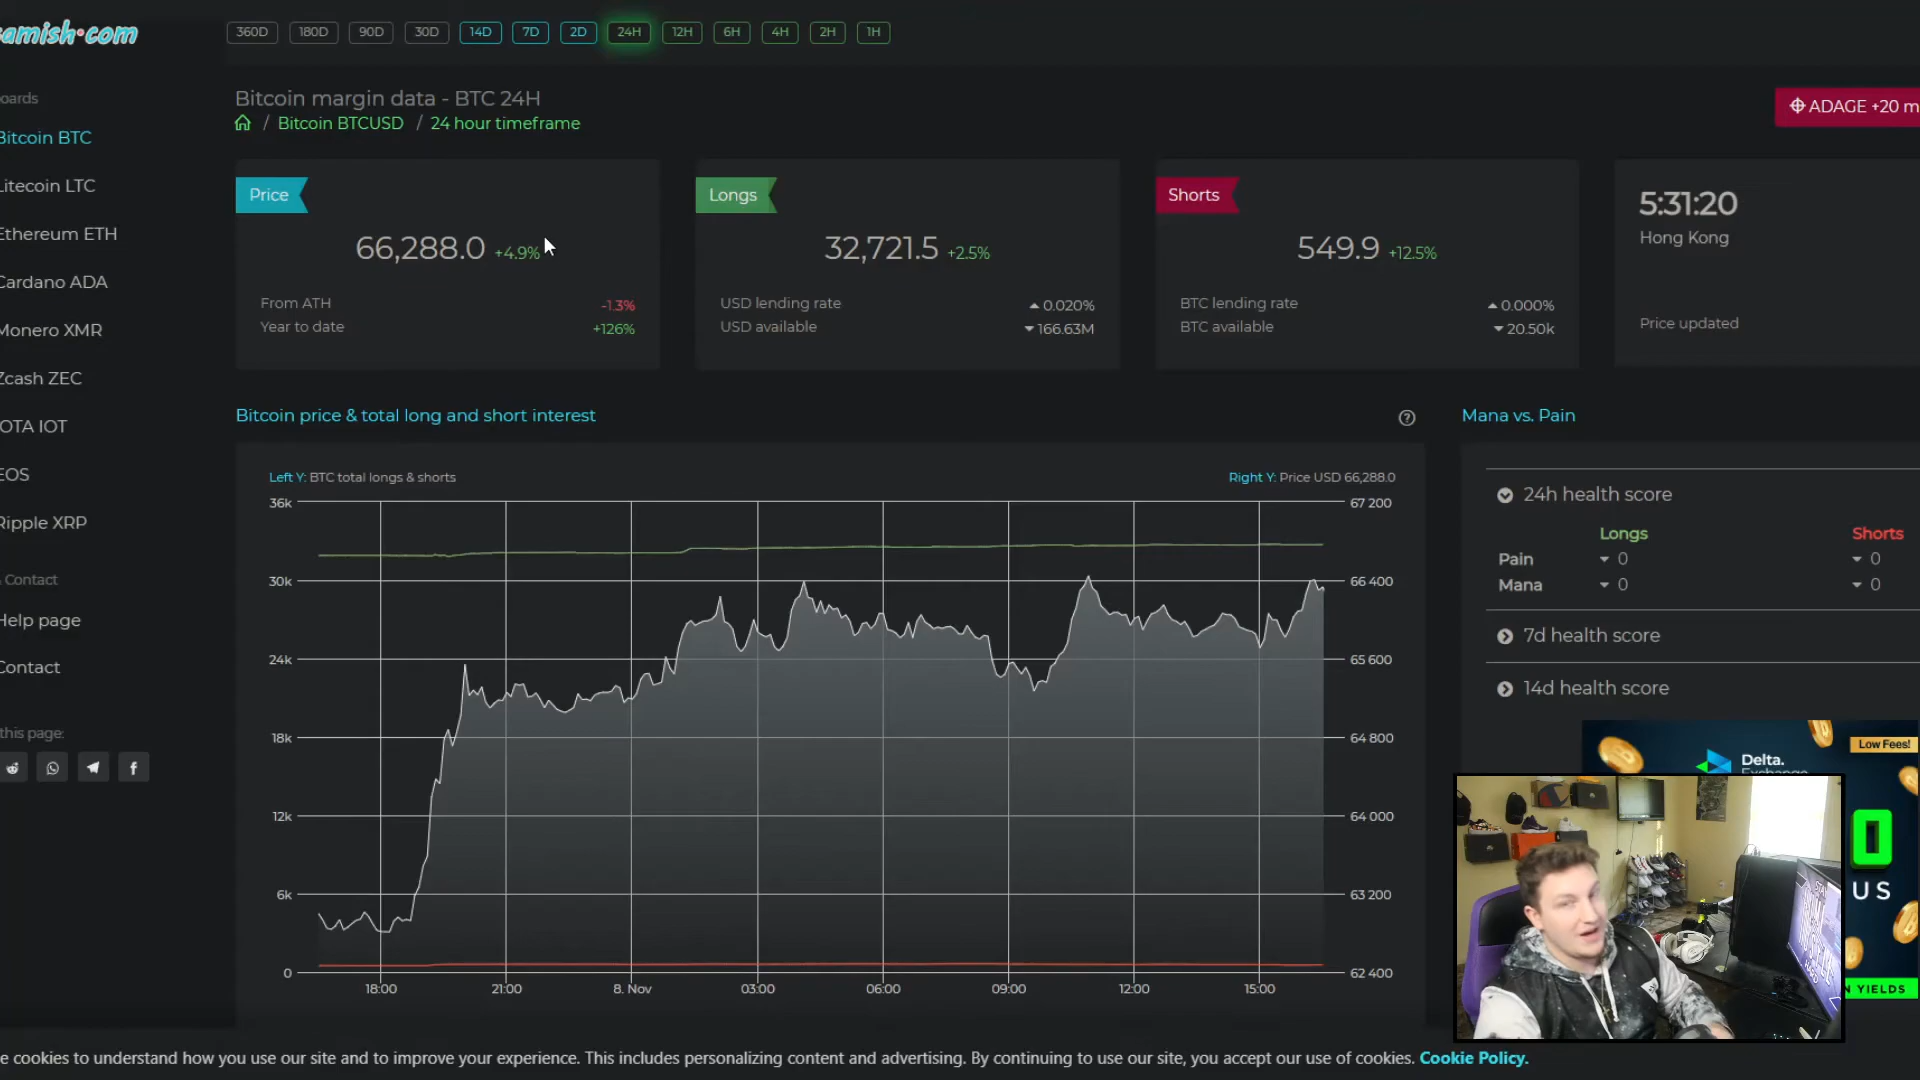 amish·com
360D 180D 90D 30D 14D 7D 2D 24H 12H 6H 4H 2H 1H
oards
Bitcoin BTC
Litecoin LTC
Ethereum ETH
Cardano ADA
Monero XMR
Zcash ZEC
IOTA IOT
EOS
Ripple XRP
& Contact
Help page
Contact
this page:
Bitcoin margin data - BTC 24H
/ Bitcoin BTCUSD / 24 hour timeframe
ADAGE +20 m
Price
66,288.0 +4.9%
From ATH -1.3%
Year to date +126%
Longs
32,721.5 +2.5%
USD lending rate 0.020%
USD available 166.63M
Shorts
549.9 +12.5%
BTC lending rate 0.000%
BTC available 20.50k
5:31:20
Hong Kong
Price updated
Bitcoin price & total long and short interest
Left Y: BTC total longs & shorts
Right Y: Price USD 66,288.0
36k 67 200
30k 66 400
24k 65 600
18k 64 800
12k 64 000
6k 63 200
0 62 400
18:00 21:00 8. Nov 03:00 06:00 09:00 12:00 15:00
Mana vs. Pain
24h health score
Longs Shorts
Pain 0 0
Mana 0 0
7d health score
14d health score
Low Fees!
Delta.
Exchange
0
US
N YIELDS
e cookies to understand how you use our site and to improve your experience. This includes personalizing content and advertising. By continuing to use our site, you accept our use of cookies. Cookie Policy.